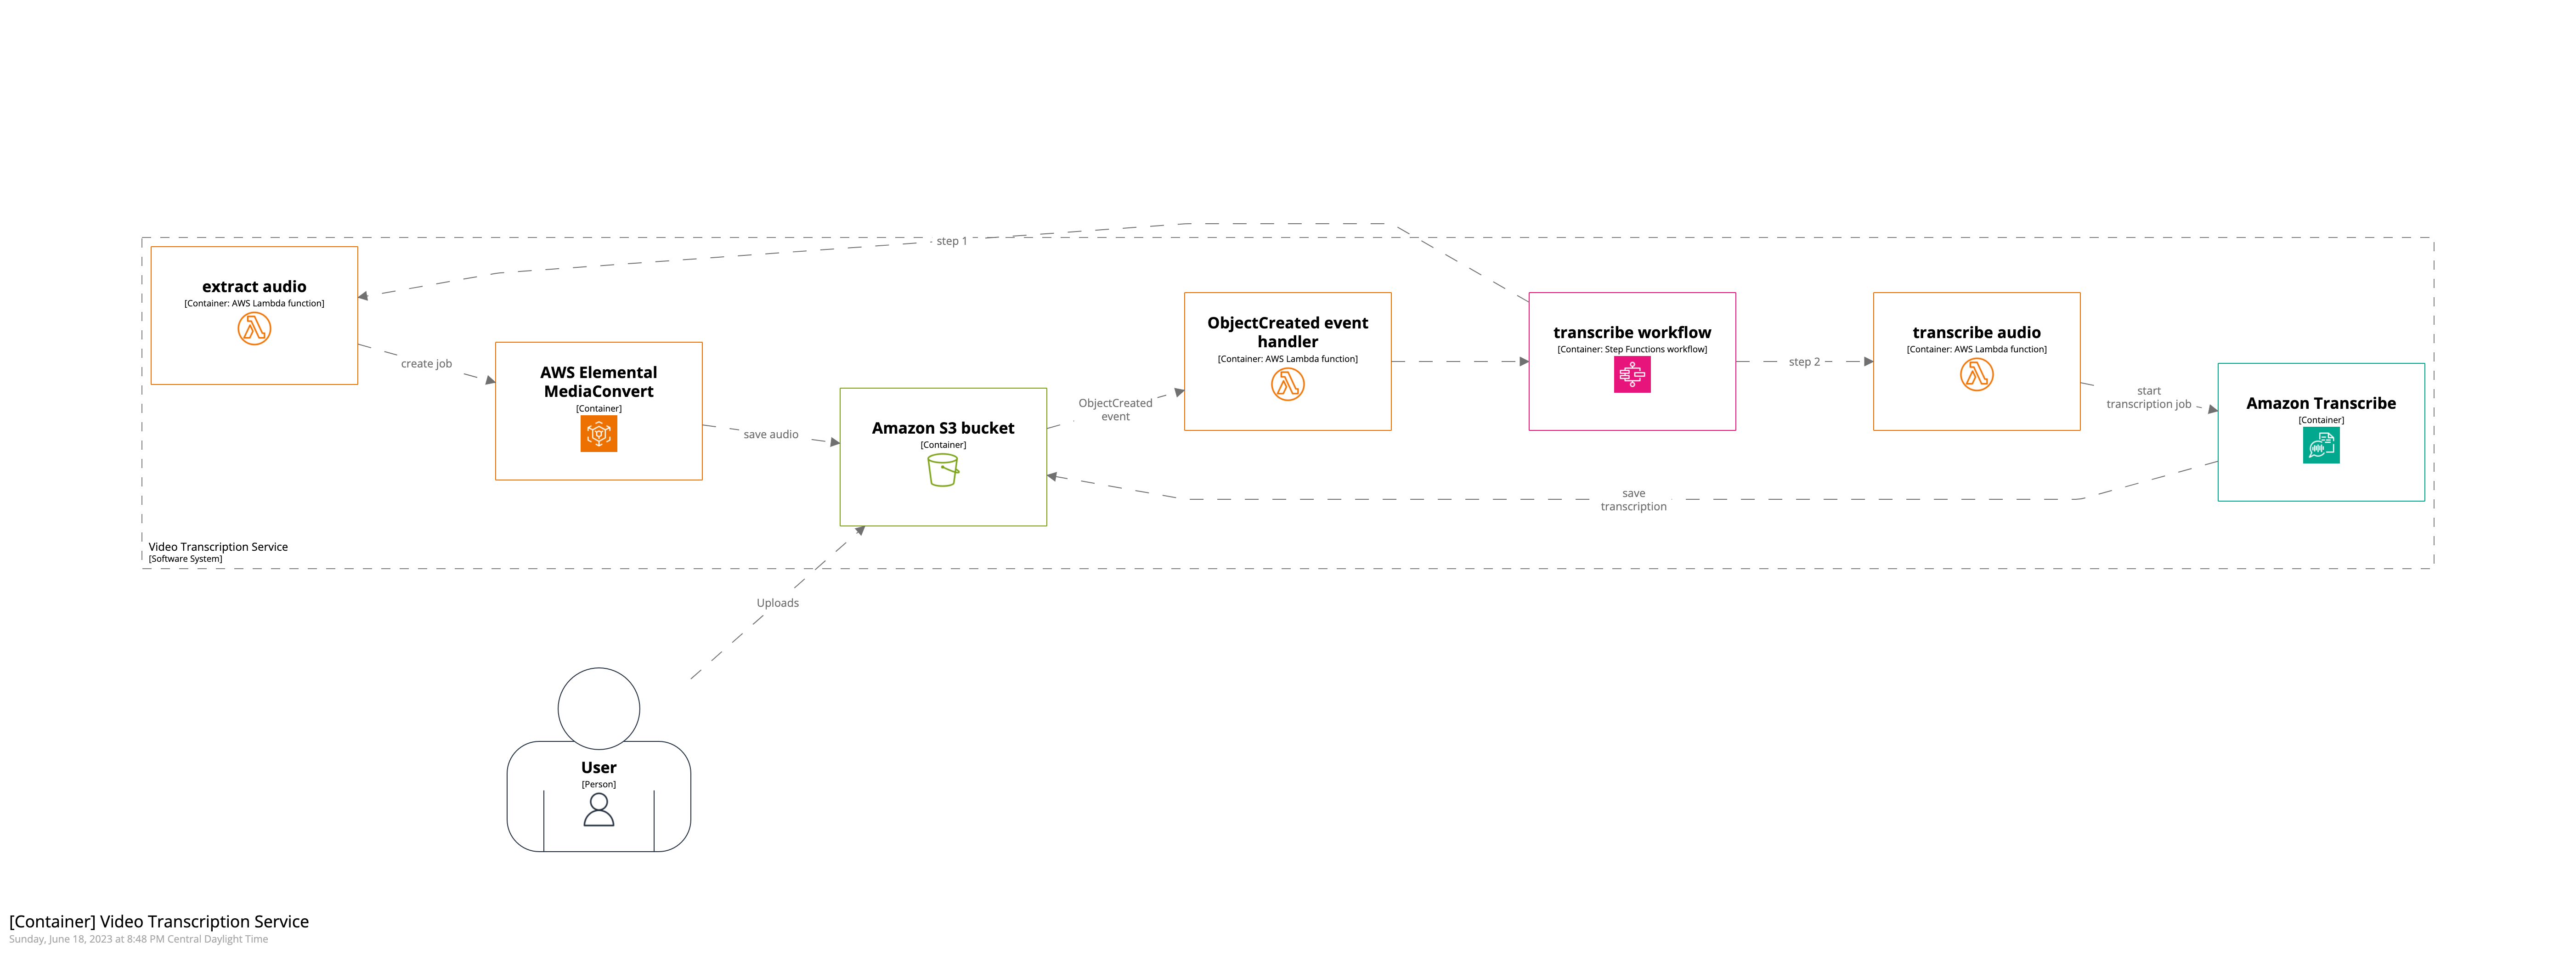 step 1
extract audio
[Container: AWS Lambda function]
create job
AWS Elemental
MediaConvert
[Container]
save audio
Amazon S3 bucket
[Container]
ObjectCreated
event
ObjectCreated event
handler
[Container: AWS Lambda function]
transcribe workflow
[Container: Step Functions workflow]
step 2
transcribe audio
[Container: AWS Lambda function]
start
transcription job
Amazon Transcribe
[Container]
save
transcription
Video Transcription Service
[Software System]
Uploads
User
[Person]
[Container] Video Transcription Service
Sunday, June 18, 2023 at 8:48 PM Central Daylight Time